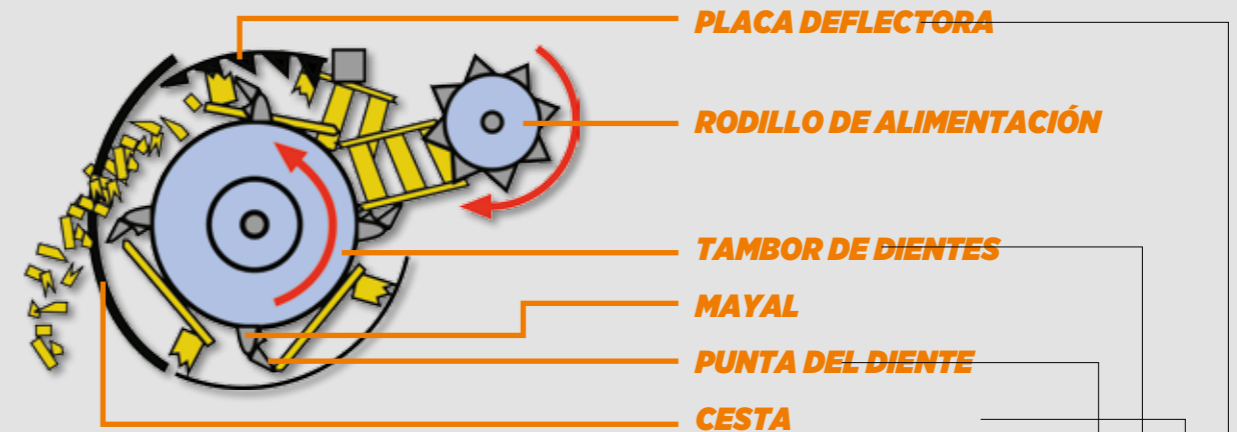 PLACA DEFLECTORA
RODILLO DE ALIMENTACIÓN
TAMBOR DE DIENTES
MAYAL
PUNTA DEL DIENTE
CESTA